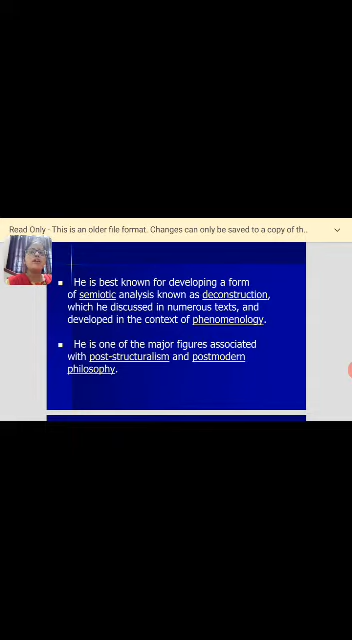 Read Only - This is an older file format. Changes can only be saved to a copy of th...
He is best known for developing a form
of semiotic analysis known as deconstruction,
which he discussed in numerous texts, and
developed in the context of phenomenology.
He is one of the major figures associated
with post-structuralism and postmodern
philosophy.